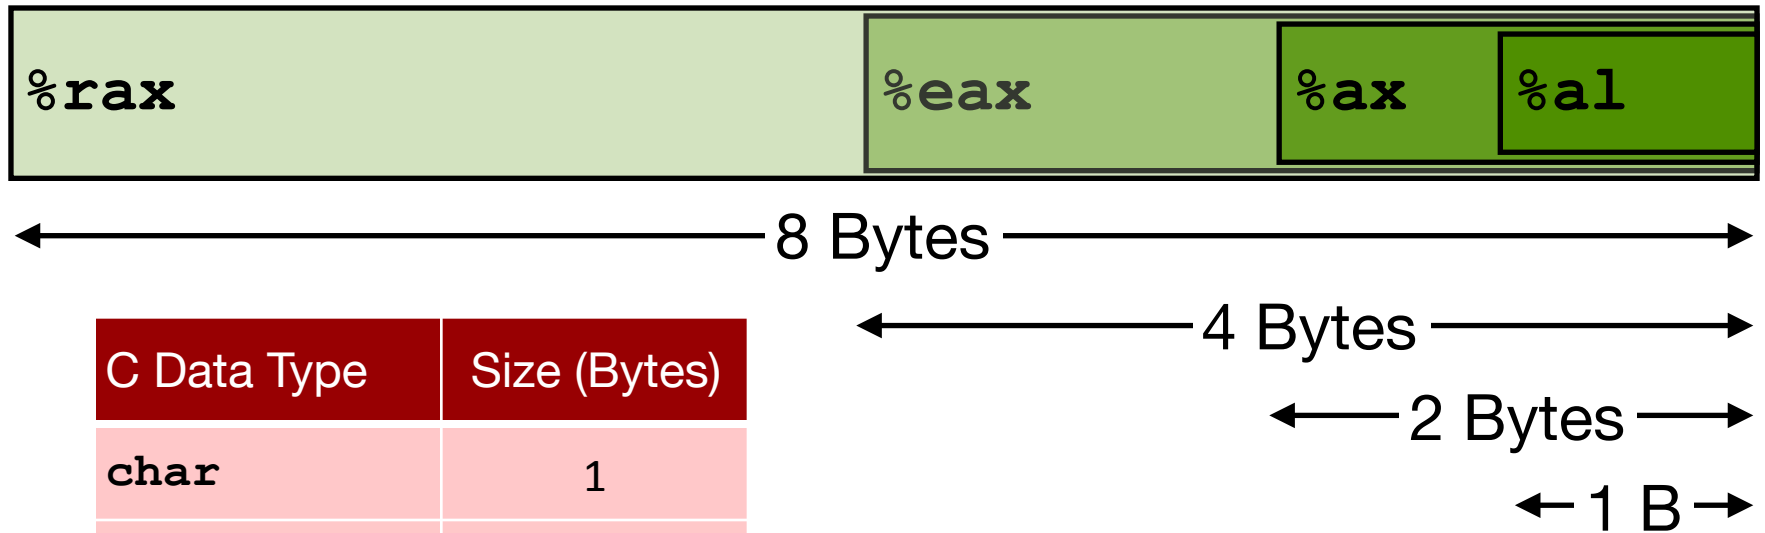 %rax %eax %ax %al
8 Bytes
4 Bytes
C Data Type Size (Bytes)
2 Bytes
char 1
1 B